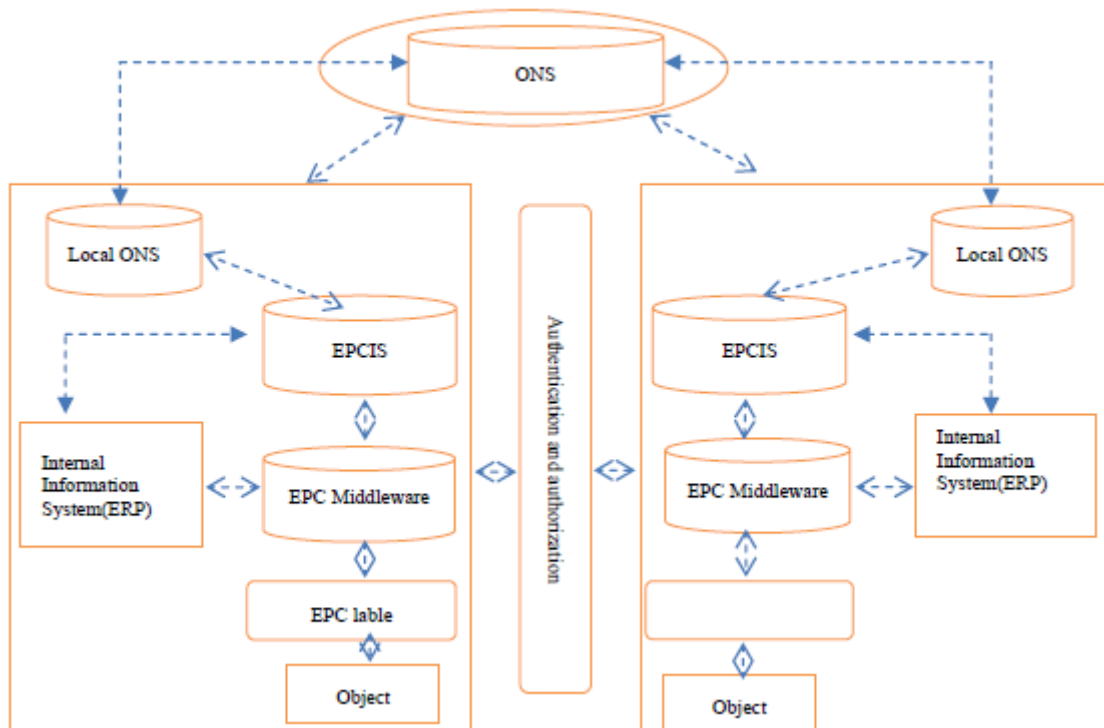 ONS
Local ONS
EPCIS
Internal
Information
System(ERP)
EPC Middleware
EPC lable
Object
Authentication and authorization
Local ONS
EPCIS
Internal
Information
System(ERP)
EPC Middleware
Object